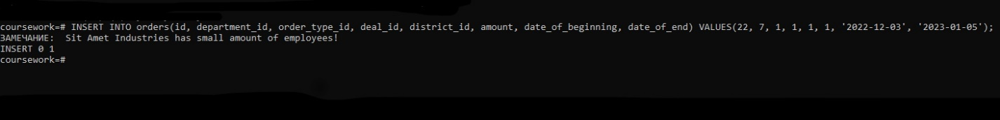 coursework=# INSERT INTO orders(id, department_id, order_type_id, deal_id, district_id, amount, date_of_beginning, date_of_end) VALUES(22, 7, 1, 1, 1, 1, '2022-12-03', '2023-01-05');
ЗАМЕЧАНИЕ:  Sit Amet Industries has small amount of employees!
INSERT 0 1
coursework=#